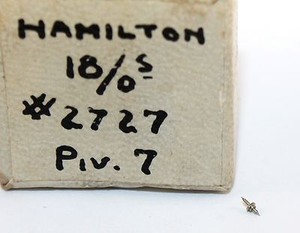 HAMILTON
18/0s
#2727
Piv. 7